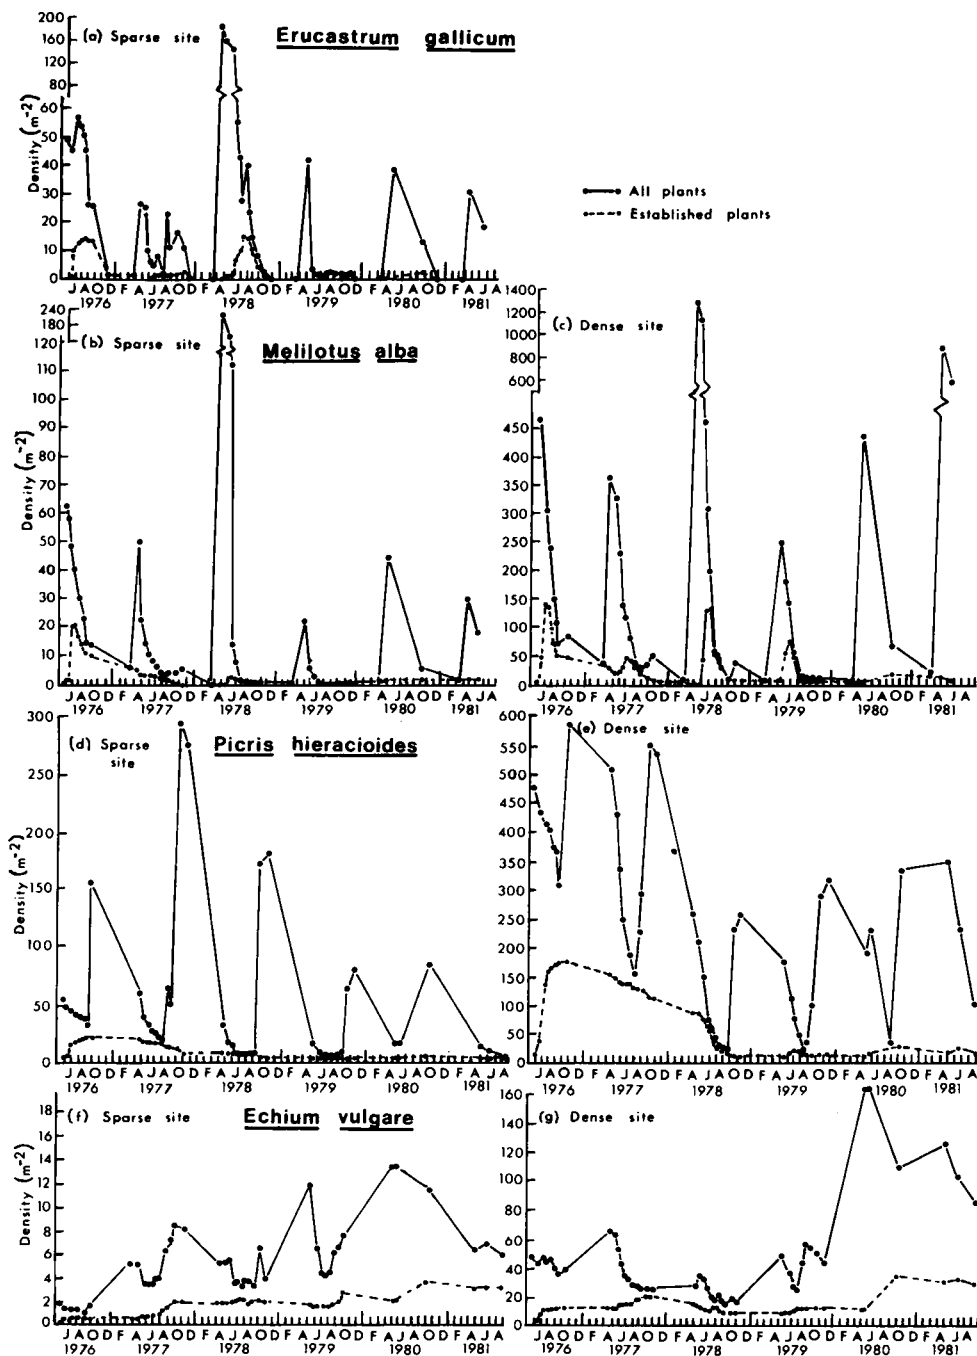 (a) Sparse site
Erucastrum gallicum
Density (m-2)
200
160
120
80
60
40
30
20
10
0
J A O D F A J A O D F A J A O D F A J A O D F A J A O D F A J A
1976 1977 1978 1979 1980 1981
All plants
Established plants
(b) Sparse site
Melilotus alba
Density (m-2)
240
180
120
110
100
90
80
70
60
50
40
30
20
10
0
J A O D F A J A O D F A J A O D F A J A O D F A J A O D F A J A
1976 1977 1978 1979 1980 1981
(c) Dense site
1400
1200
1000
800
600
450
400
350
300
250
200
150
100
50
0
J A O D F A J A O D F A J A O D F A J A O D F A J A O D F A J A
1976 1977 1978 1979 1980 1981
(d) Sparse
site
Picris hieracioides
Density (m-2)
300
250
200
150
100
50
0
J A O D F A J A O D F A J A O D F A J A O D F A J A O D F A J A
1976 1977 1978 1979 1980 1981
(e) Dense site
600
550
500
450
400
350
300
250
200
150
100
50
0
J A O D F A J A O D F A J A O D F A J A O D F A J A O D F A J A
1976 1977 1978 1979 1980 1981
(f) Sparse site
Echium vulgare
Density (m-2)
18
16
14
12
10
8
6
4
2
0
J A O D F A J A O D F A J A O D F A J A O D F A J A O D F A J A
1976 1977 1978 1979 1980 1981
(g) Dense site
160
140
120
100
80
60
40
20
0
J A O D F A J A O D F A J A O D F A J A O D F A J A O D F A J A
1976 1977 1978 1979 1980 1981